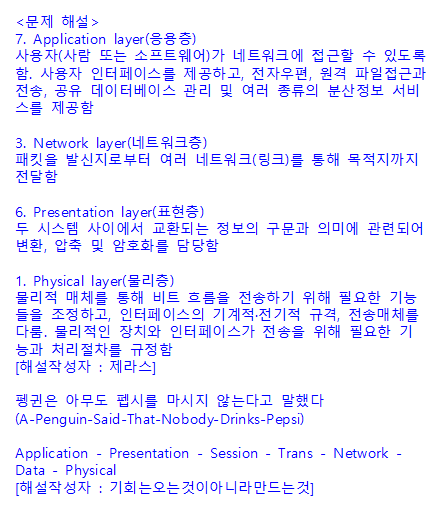 <문제 해설>
7. Application layer(응용층)
사용자(사람 또는 소프트웨어)가 네트워크에 접근할 수 있도록
함. 사용자 인터페이스를 제공하고, 전자우편, 원격 파일접근과
전송, 공유 데이터베이스 관리 및 여러 종류의 분산정보 서비
스를 제공함
3. Network layer(네트워크층)
패킷을 발신지로부터 여러 네트워크(링크)를 통해 목적지까지
전달함
6. Presentation layer(표현층)
두 시스템 사이에서 교환되는 정보의 구문과 의미에 관련되어
변환, 압축 및 암호화를 담당함
1. Physical layer(물리층)
물리적 매체를 통해 비트 흐름을 전송하기 위해 필요한 기능
들을 조정하고, 인터페이스의 기계적·전기적 규격, 전송매체를
다룸. 물리적인 장치와 인터페이스가 전송을 위해 필요한 기
능과 처리절차를 규정함
[해설작성자 : 제라스]
펭귄은 아무도 펩시를 마시지 않는다고 말했다
(A-Penguin-Said-That-Nobody-Drinks-Pepsi)
Application - Presentation - Session - Trans - Network -
Data - Physical
[해설작성자 : 기회는오는것이아니라만드는것]